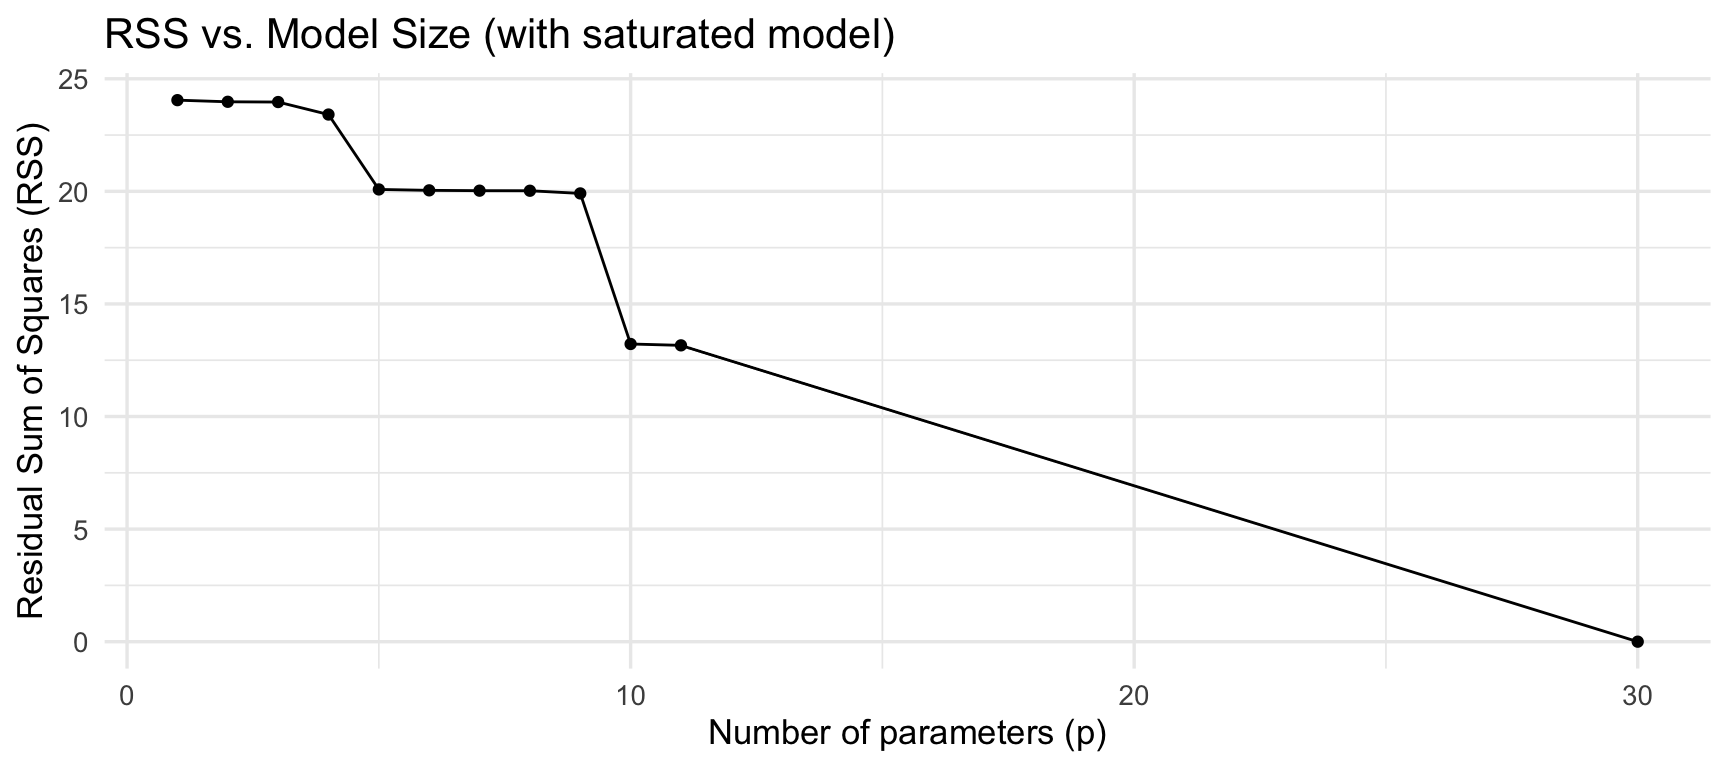 RSS vs. Model Size (with saturated model)
Residual Sum of Squares (RSS)
25
20
15
10
5
0
0 10 20 30
Number of parameters (p)